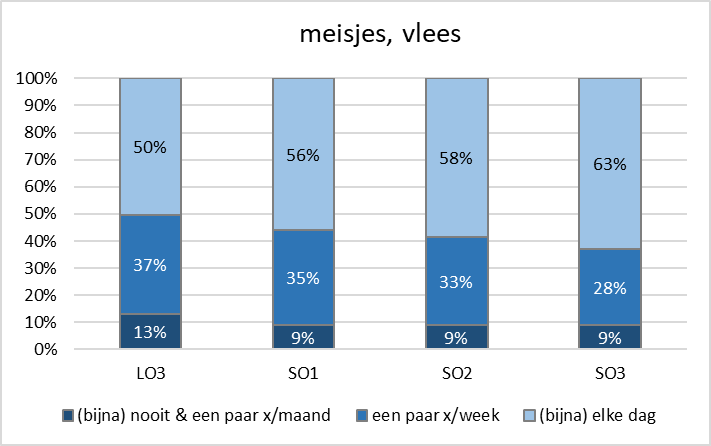 meisjes, vlees
100%
90%
80%
70%
60%
50%
40%
30%
20%
10%
0%
50% 56% 58% 63%
37% 35% 33% 28%
13% 9% 9% 9%
LO3 SO1 SO2 SO3
(bijna) nooit & een paar x/maand een paar x/week (bijna) elke dag